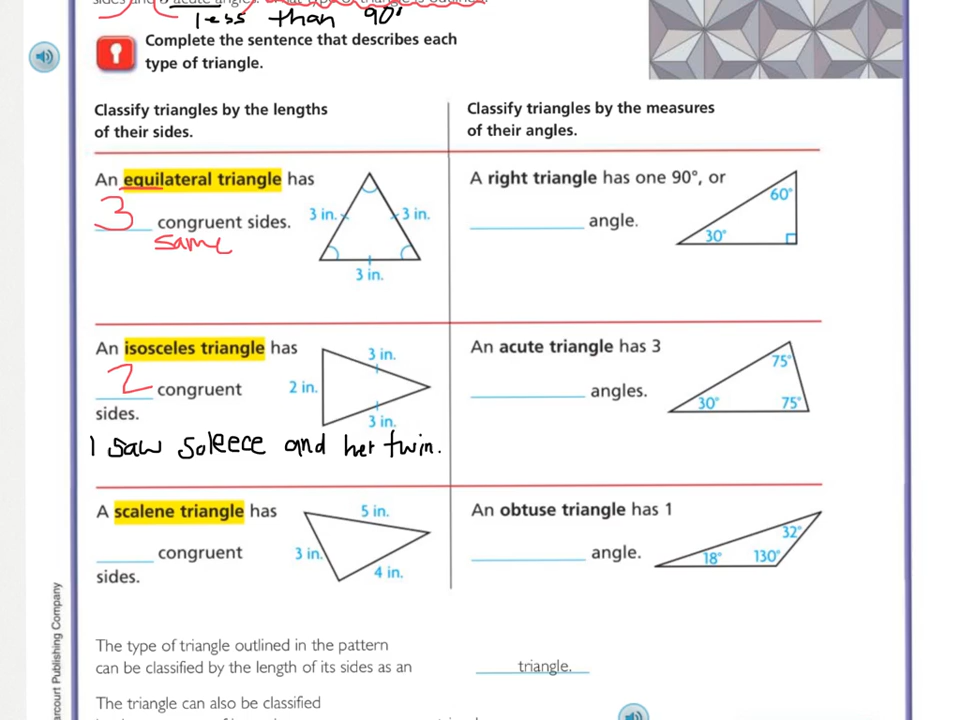 less than 90°
Complete the sentence that describes each
type of triangle.
Classify triangles by the lengths
of their sides.
An equilateral triangle has
3 congruent sides.
same
3 in.
3 in.
3 in.
An isosceles triangle has
2 congruent
sides.
3 in.
2 in.
3 in.
I saw soleece and her twin.
A scalene triangle has
congruent
sides.
5 in.
3 in.
4 in.
Classify triangles by the measures
of their angles.
A right triangle has one 90°, or
angle.
60°
30°
An acute triangle has 3
angles.
75°
30°
75°
An obtuse triangle has 1
angle.
32°
18°
130°
The type of triangle outlined in the pattern
can be classified by the length of its sides as an
triangle.
The triangle can also be classified
arcourt Publishing Company